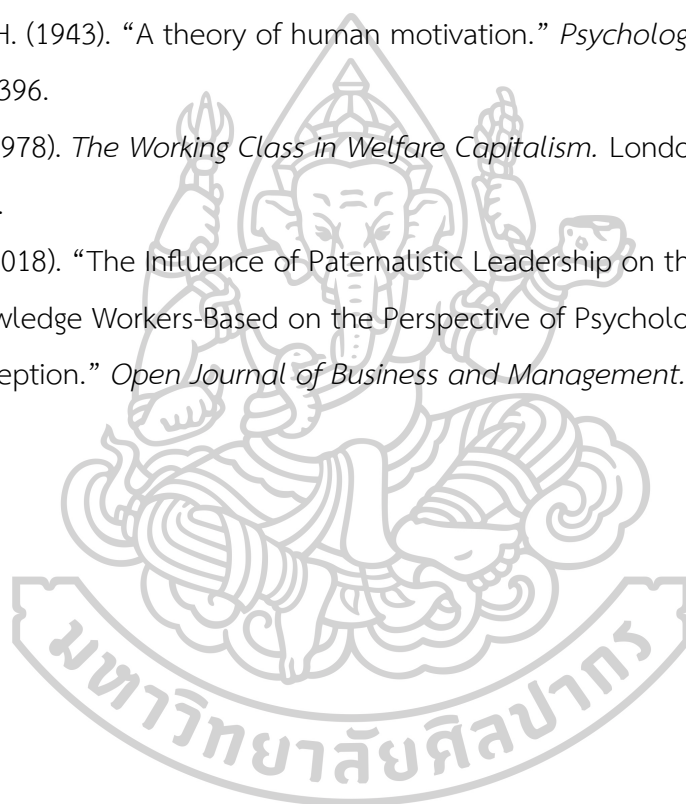 H. (1943). “A theory of human motivation.” Psycholog
396.
978). The Working Class in Welfare Capitalism. Londo
.
018). “The Influence of Paternalistic Leadership on th
wledge Workers-Based on the Perspective of Psycholo
eption.” Open Journal of Business and Management.
มหาวิทยาลัยศิลปากร